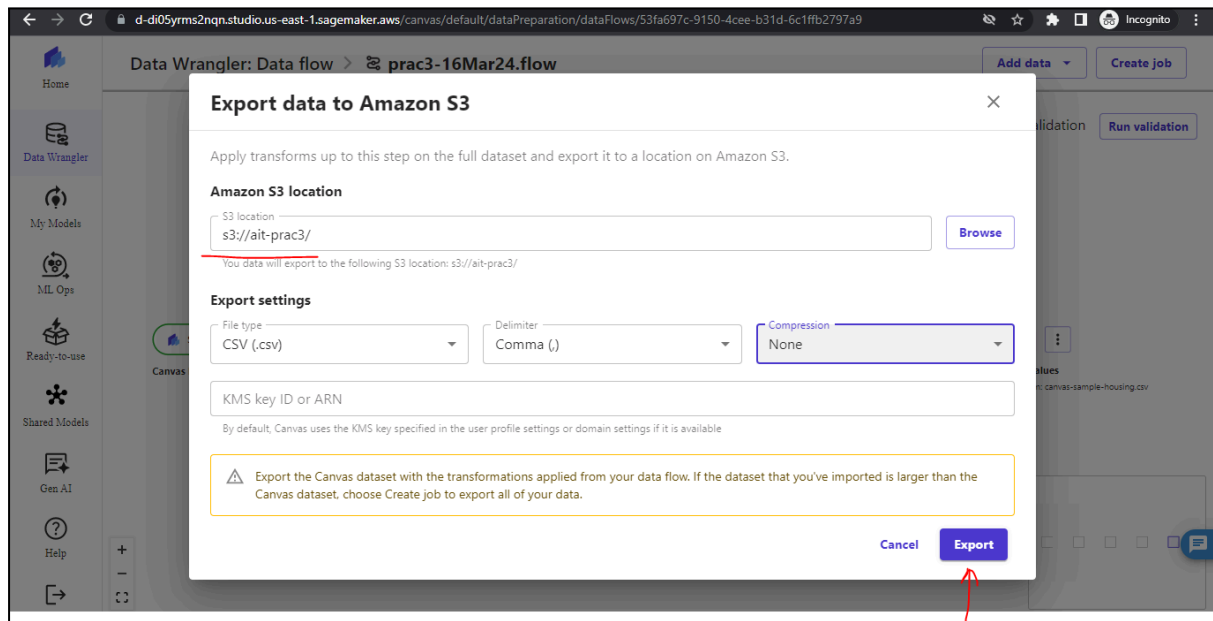 d-di05yrms2nqn.studio.us-east-1.sagemaker.aws/canvas/default/dataPreparation/dataFlows/53fa697c-9150-4cee-b31d-6c1ffb2797a9
Incognito
Home
Data Wrangler: Data flow > prac3-16Mar24.flow
Add data
Create job
Export data to Amazon S3
lidation
Run validation
Data Wrangler
Apply transforms up to this step on the full dataset and export it to a location on Amazon S3.
Amazon S3 location
My Models
S3 location
s3://ait-prac3/
Browse
You data will export to the following S3 location: s3://ait-prac3/
ML Ops
Export settings
File type
CSV (.csv)
Delimiter
Comma (,)
Compression
None
Ready-to-use
Canvas
alues
n: canvas-sample-housing.csv
KMS key ID or ARN
Shared Models
By default, Canvas uses the KMS key specified in the user profile settings or domain settings if it is available
Gen AI
Export the Canvas dataset with the transformations applied from your data flow. If the dataset that you've imported is larger than the
Canvas dataset, choose Create job to export all of your data.
Help
Cancel
Export